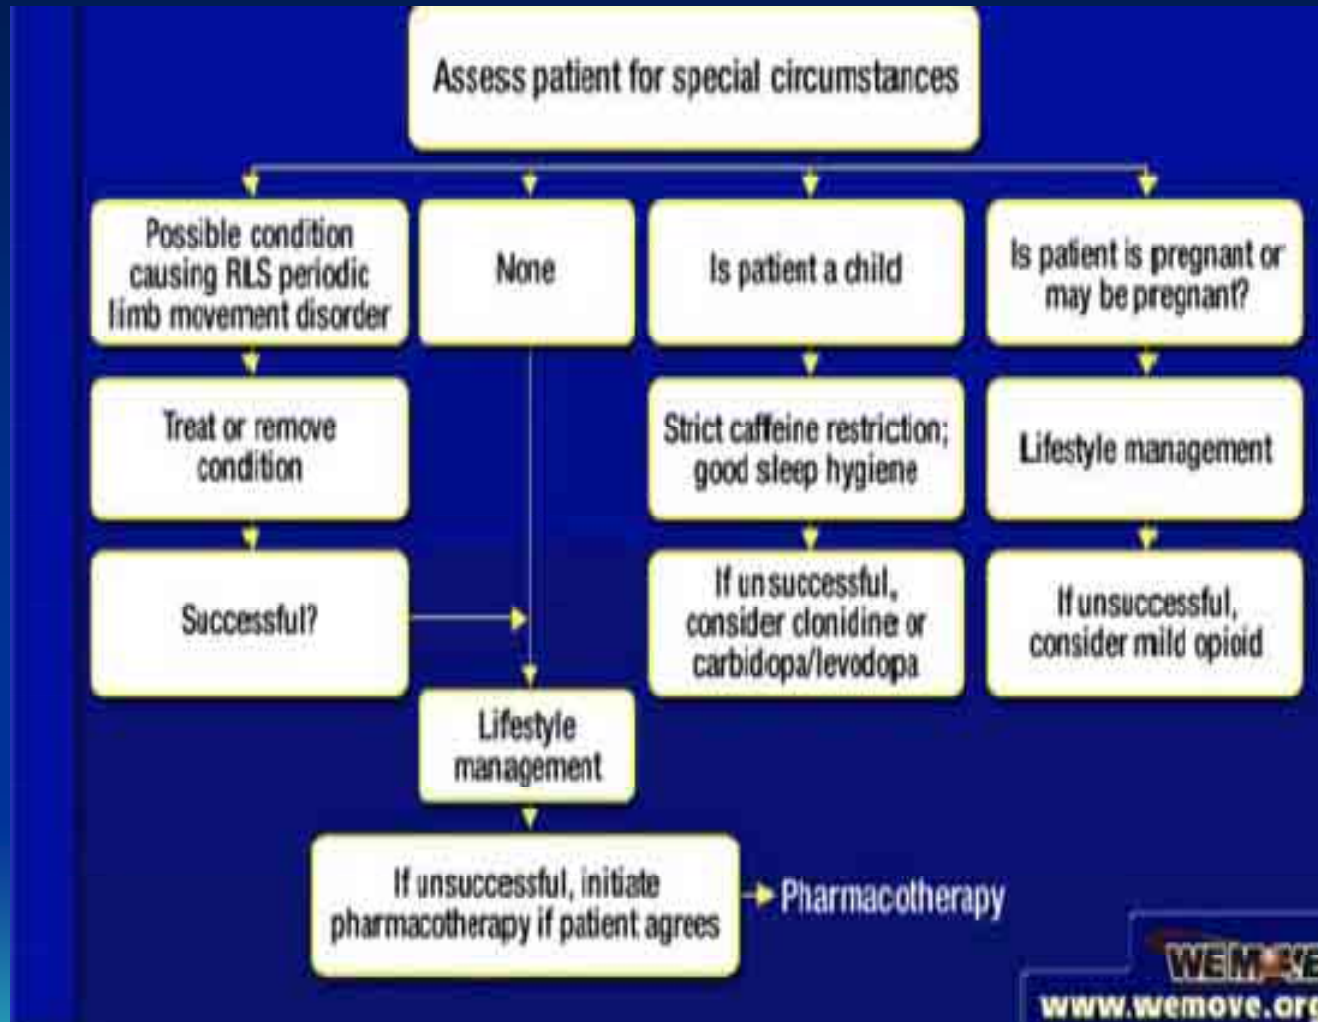 Assess patient for special circumstances
Possible condition
causing RLS periodic
limb movement disorder
None
Is patient a child
Is patient is pregnant or
may be pregnant?
Treat or remove
condition
Strict caffeine restriction;
good sleep hygiene
Lifestyle management
Successful?
If unsuccessful,
consider clonidine or
carbidopa/levodopa
If unsuccessful,
consider mild opioid
Lifestyle
management
If unsuccessful, initiate
pharmacotherapy if patient agrees
Pharmacotherapy
WEMOVE
www.wemove.org